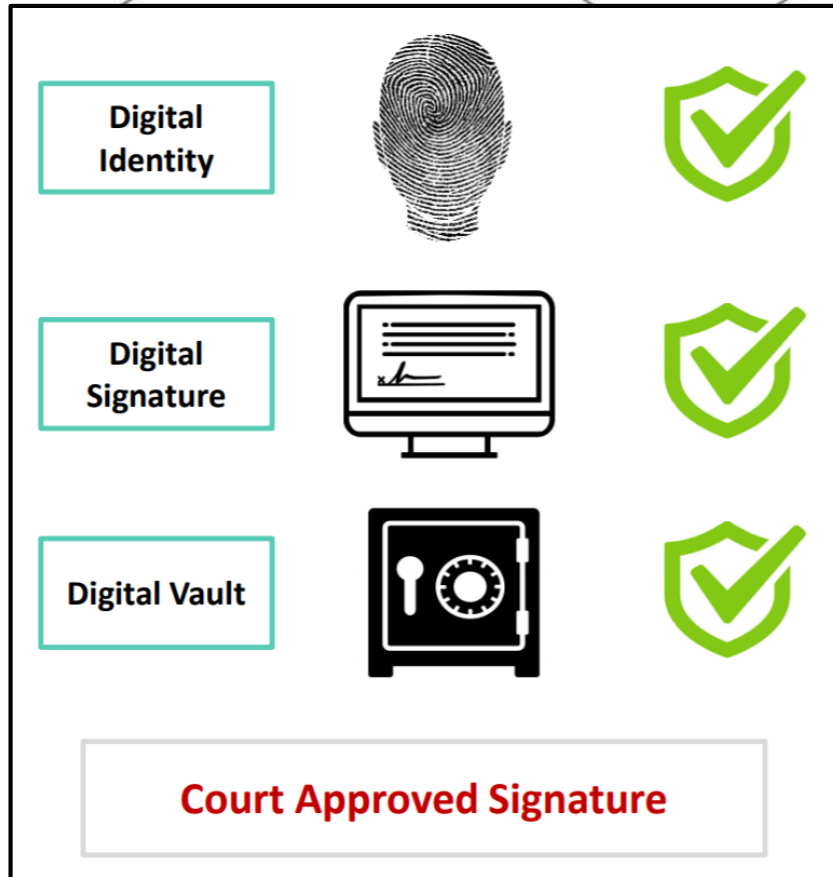 Digital
Identity
Digital
Signature
Digital Vault
Court Approved Signature